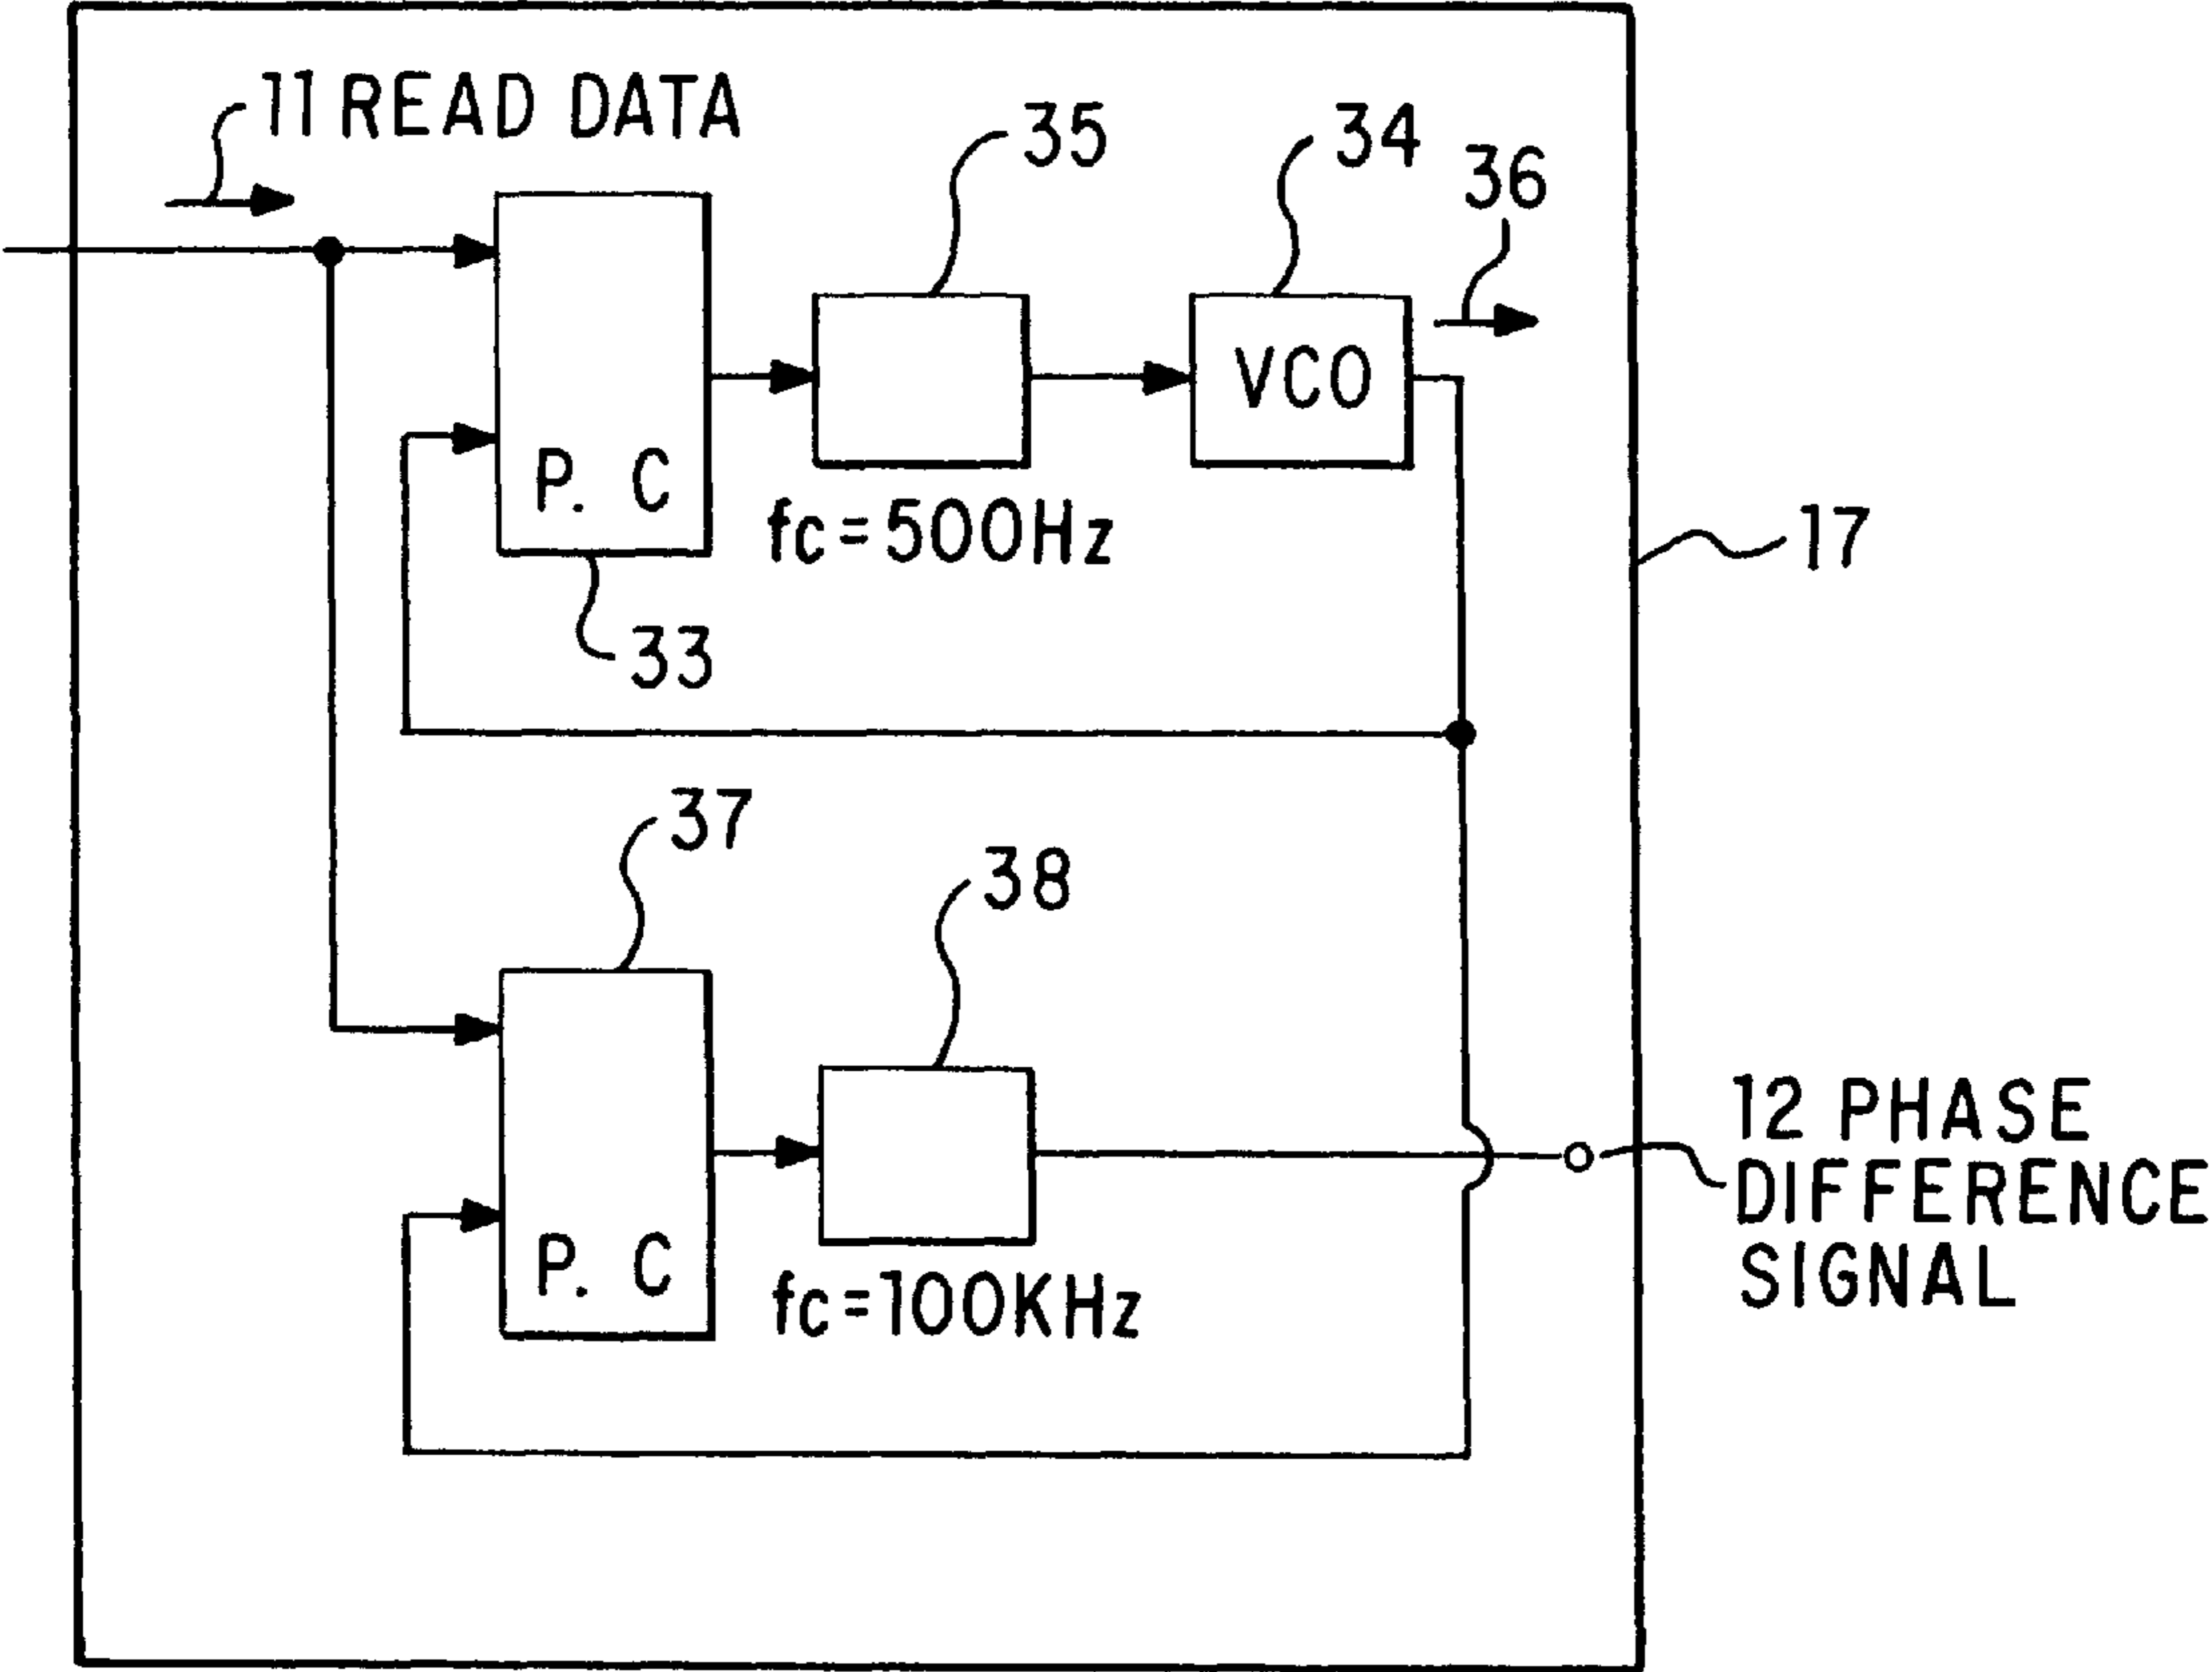 11 READ DATA
35
34
36
VCO
P. C
fc=500Hz
17
33
37
38
12 PHASE
DIFFERENCE
SIGNAL
P. C
fc=100KHz